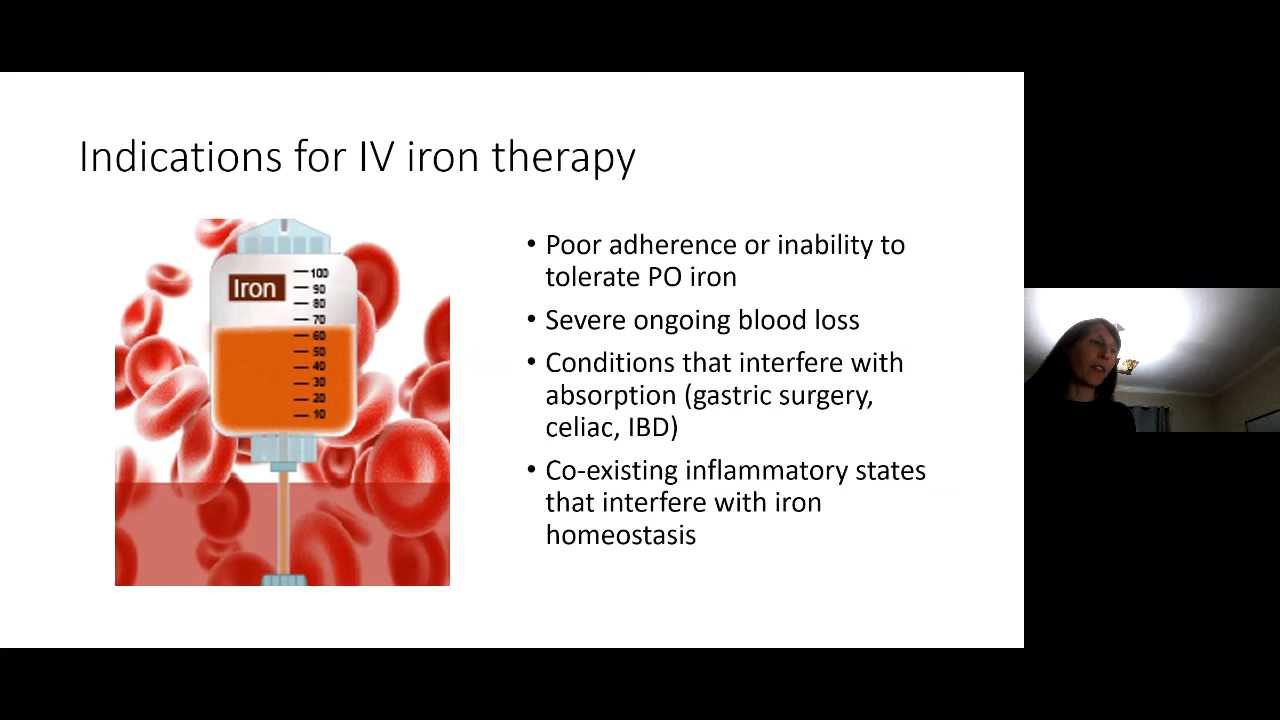 Indications for IV iron therapy
Iron
100
90
80
70
60
50
40
30
20
10
• Poor adherence or inability to
tolerate PO iron
• Severe ongoing blood loss
• Conditions that interfere with
absorption (gastric surgery,
celiac, IBD)
• Co-existing inflammatory states
that interfere with iron
homeostasis